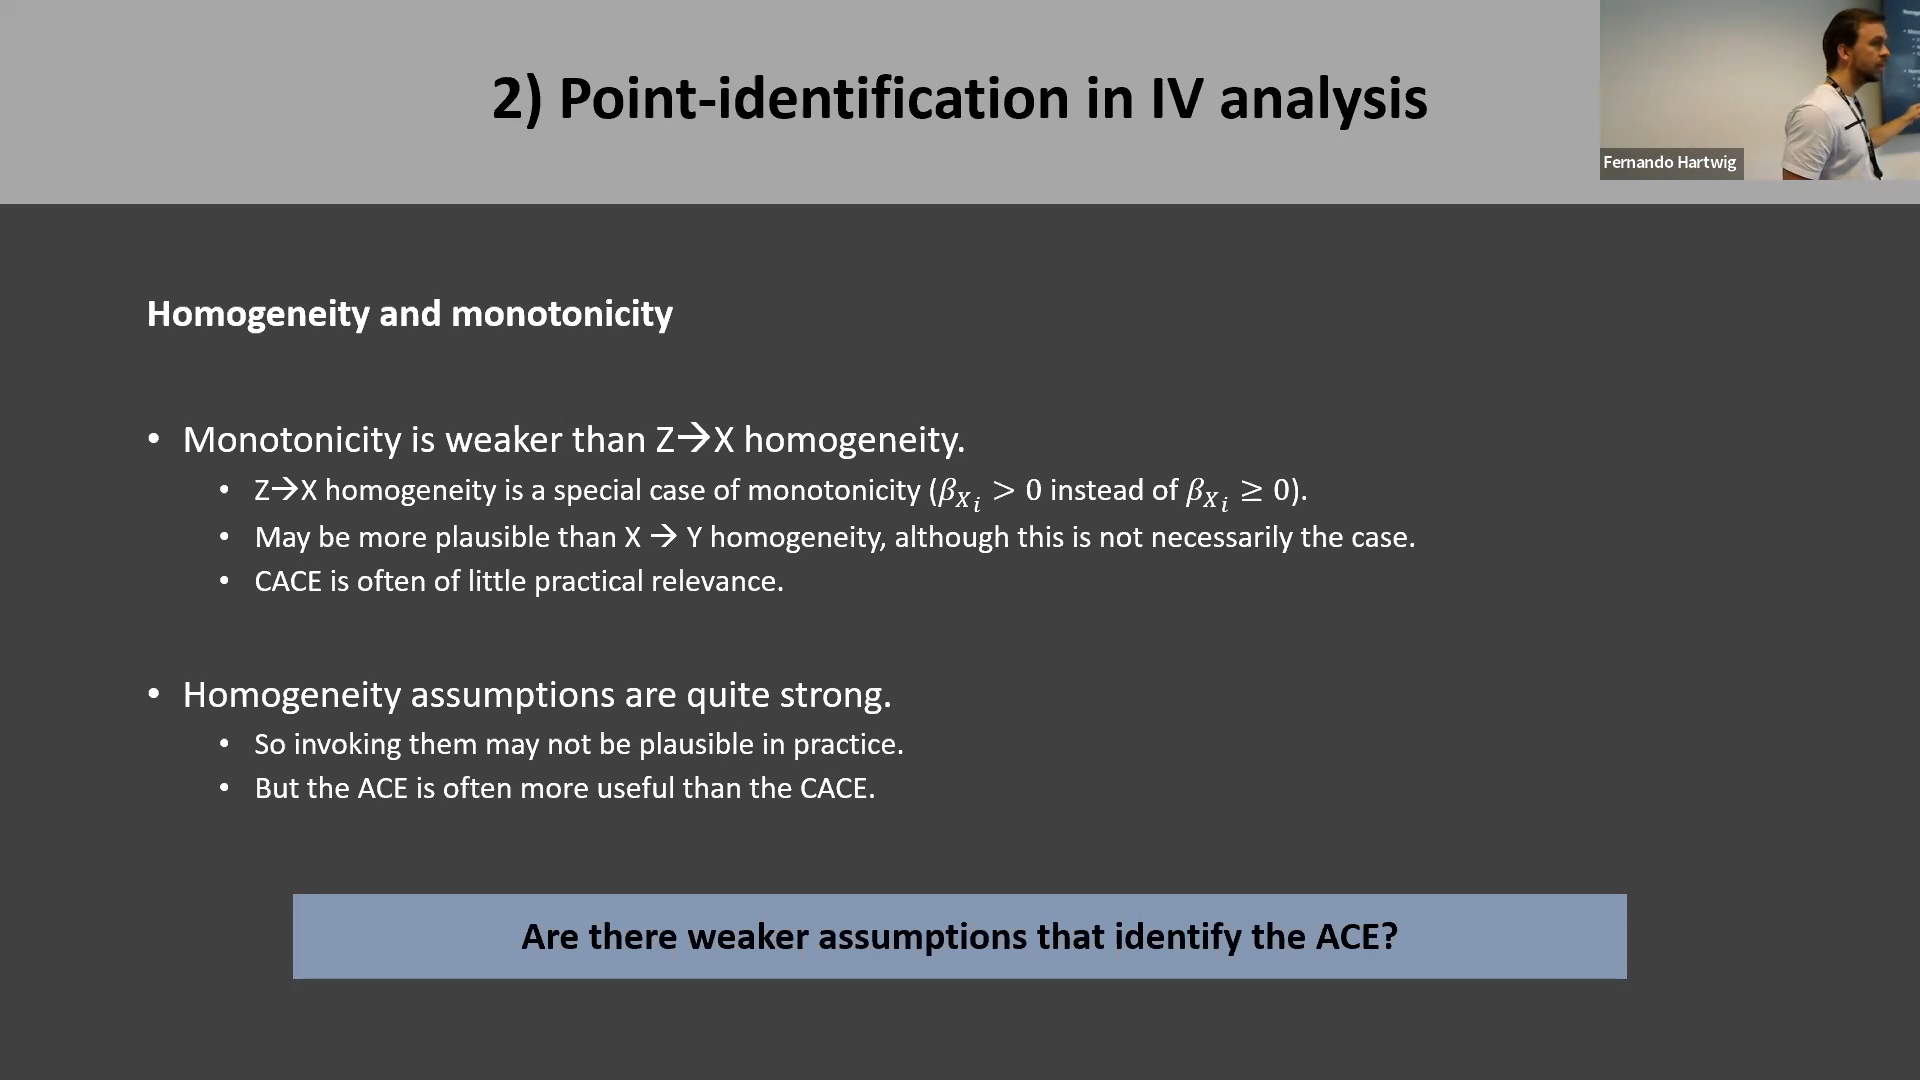 2) Point-identification in IV analysis
Fernando Hartwig
Homogeneity and monotonicity
• Monotonicity is weaker than Z→X homogeneity.
• Z→X homogeneity is a special case of monotonicity (β_{X_i} > 0 instead of β_{X_i} ≥ 0).
• May be more plausible than X → Y homogeneity, although this is not necessarily the case.
• CACE is often of little practical relevance.
• Homogeneity assumptions are quite strong.
• So invoking them may not be plausible in practice.
• But the ACE is often more useful than the CACE.
Are there weaker assumptions that identify the ACE?